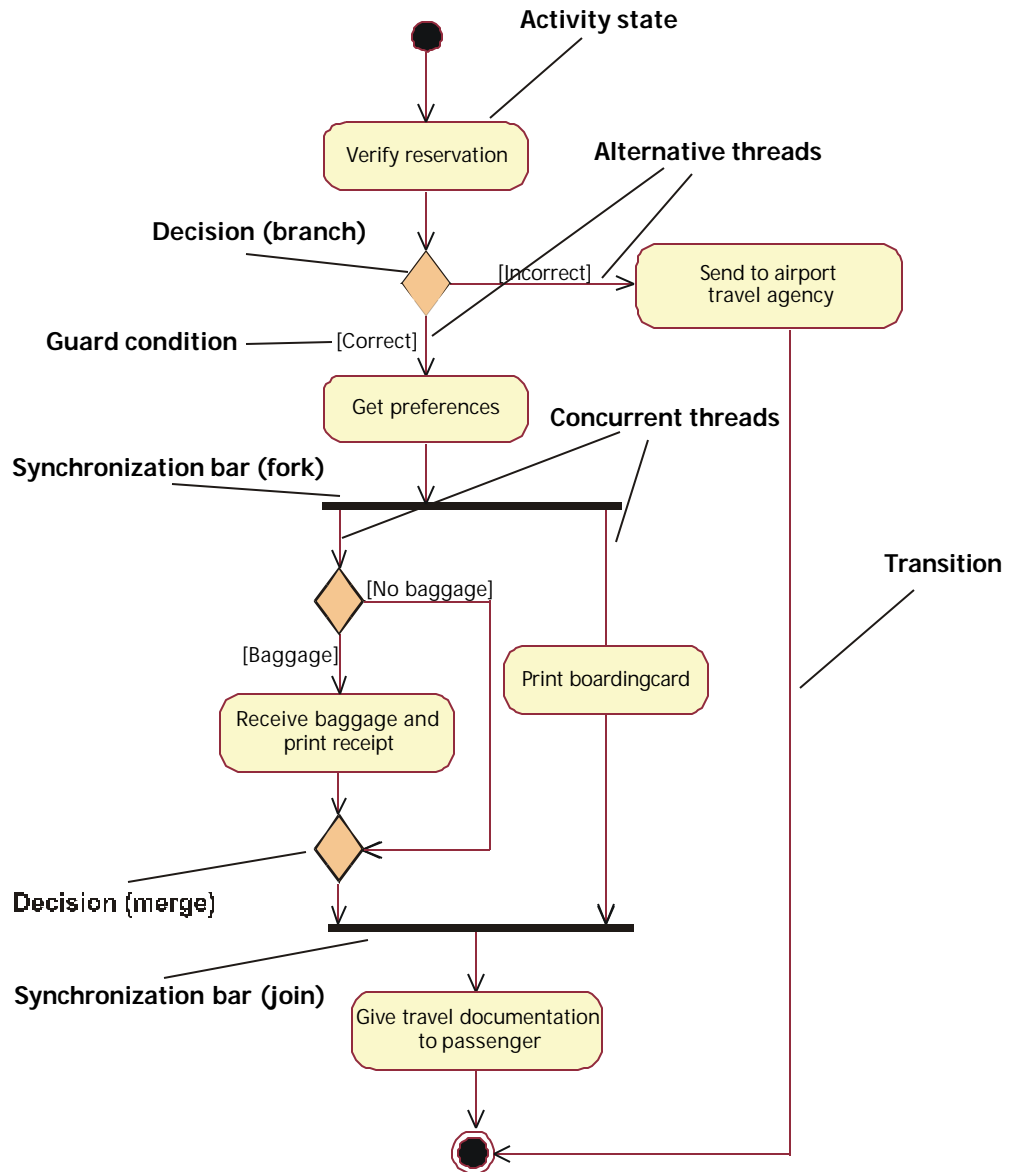 Activity state
Verify reservation
Alternative threads
Decision (branch)
[Incorrect]
Send to airport
travel agency
Guard condition
[Correct]
Get preferences
Concurrent threads
Synchronization bar (fork)
Transition
[No baggage]
[Baggage]
Print boardingcard
Receive baggage and
print receipt
Decision (merge)
Synchronization bar (join)
Give travel documentation
to passenger